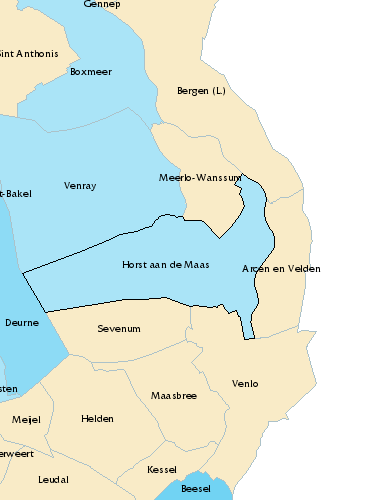 Gennep
int Anthonis
Boxmeer
Bergen (L.)
Meerlo-Wanssum
Venray
t-Bakel
Horst aan de Maas
Arcen en Velden
Deurne
Sevenum
Venlo
sten
Maasbree
Meijel
Helden
erweert
Kessel
Leudal
Beesel